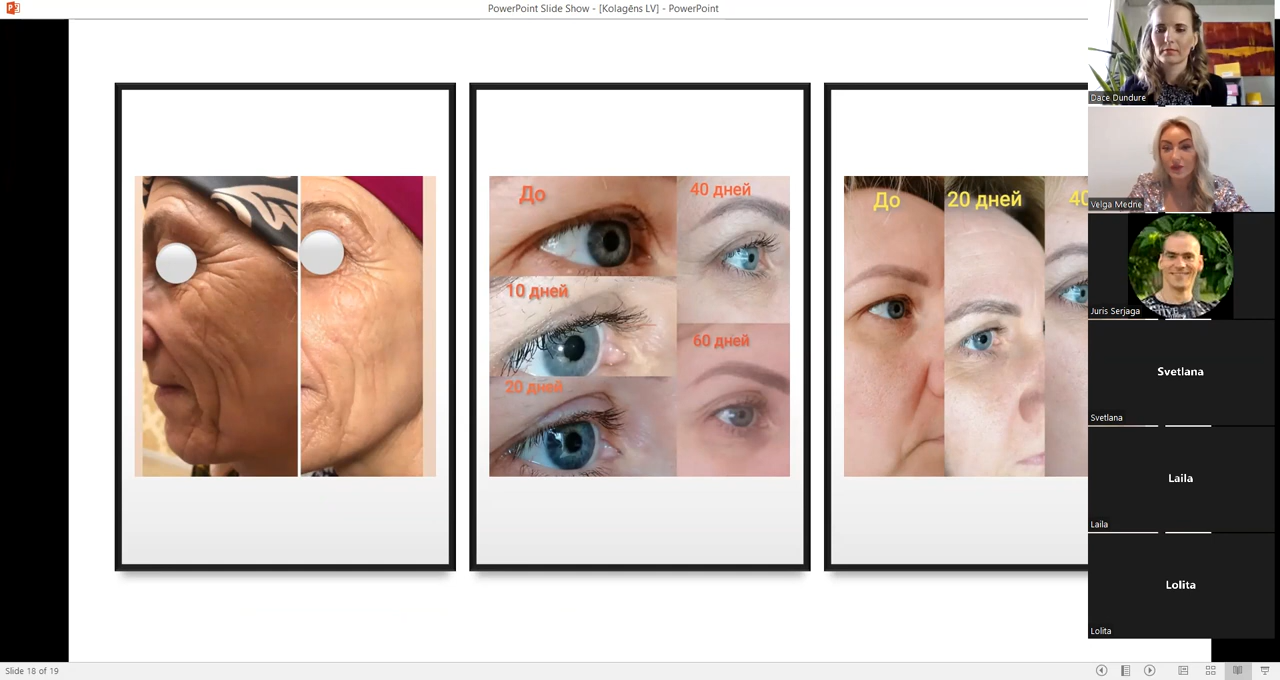 PowerPoint Slide Show - [Kolagēns LV] - PowerPoint
До
10 дней
20 дней
40 дней
60 дней
До
20 дней
40
Dace Dundure
Velga Medne
Juris Serjaga
Svetlana
Svetlana
Laila
Laila
Lolita
Lolita
Slide 18 of 19